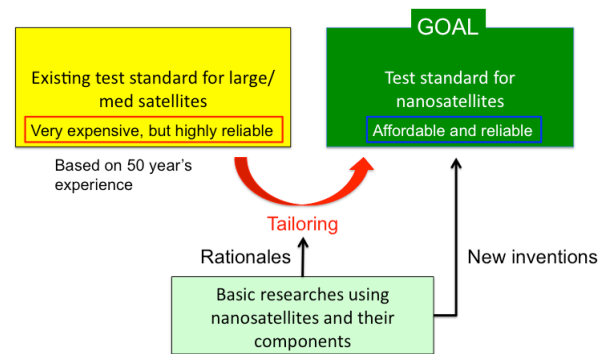 GOAL
Existing test standard for large/
med satellites
Very expensive, but highly reliable
Test standard for
nanosatellites
Affordable and reliable
Based on 50 year's
experience
Tailoring
Rationales
New inventions
Basic researches using
nanosatellites and their
components